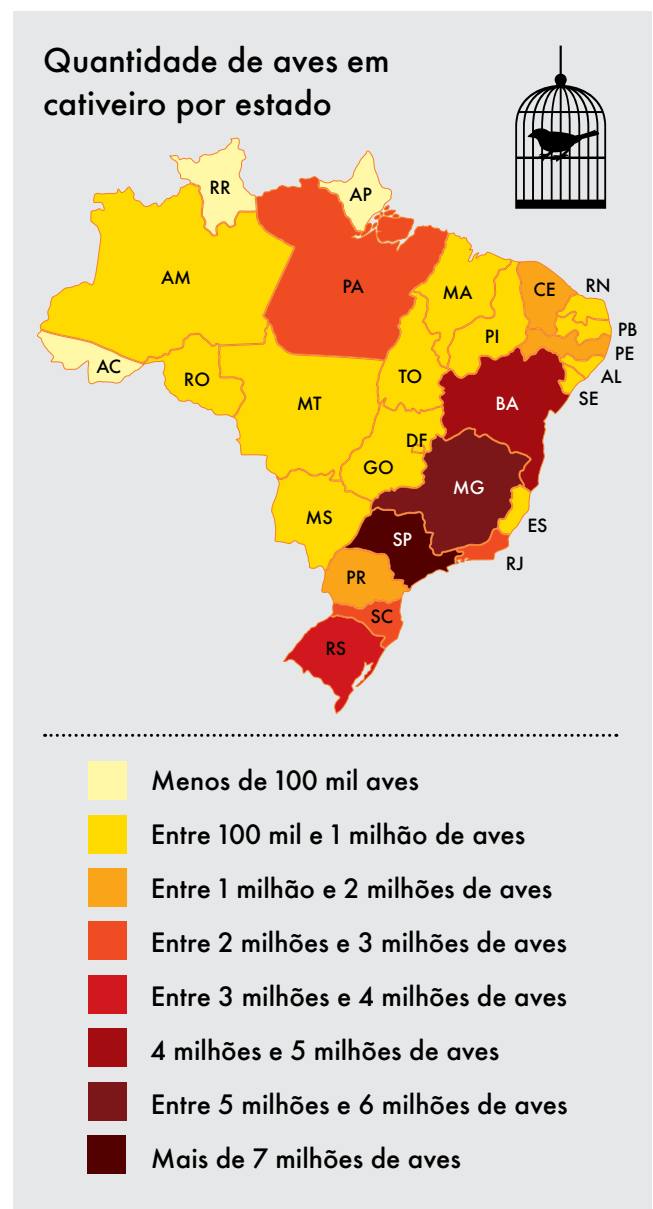 Quantidade de aves em
cativeiro por estado
RR
AP
AM
PA
MA
CE
RN
PI
PB
PE
AC
RO
TO
AL
SE
MT
BA
DF
GO
MG
MS
ES
SP
RJ
PR
SC
RS
Menos de 100 mil aves
Entre 100 mil e 1 milhão de aves
Entre 1 milhão e 2 milhões de aves
Entre 2 milhões e 3 milhões de aves
Entre 3 milhões e 4 milhões de aves
4 milhões e 5 milhões de aves
Entre 5 milhões e 6 milhões de aves
Mais de 7 milhões de aves